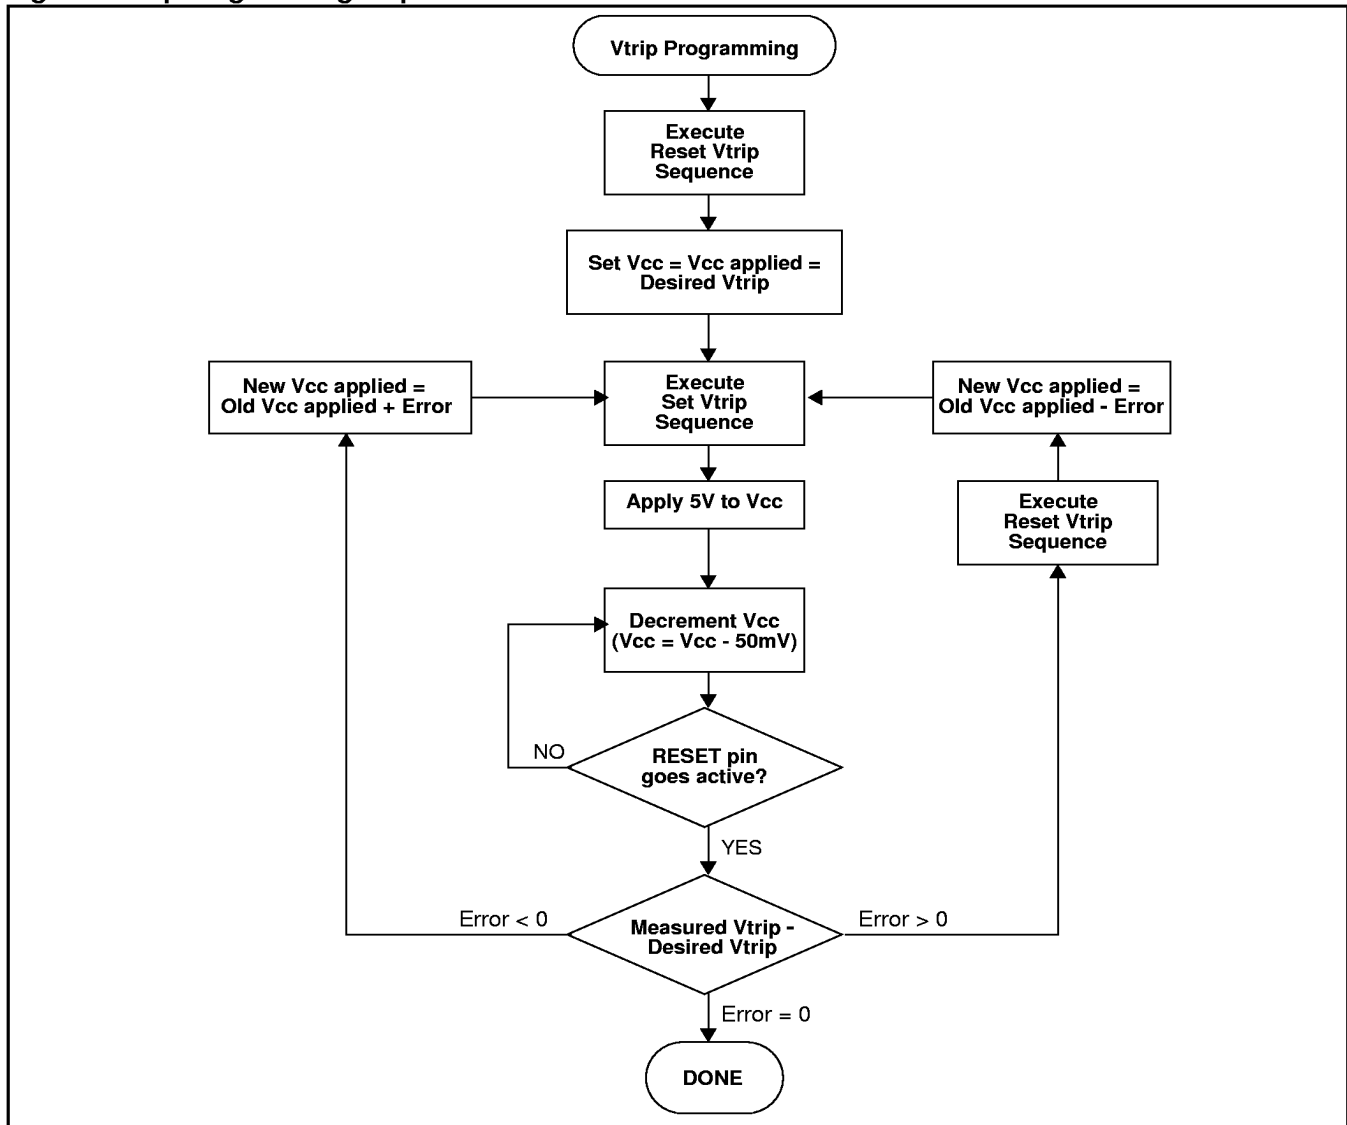 Vtrip Programming
Execute
Reset Vtrip
Sequence
Set Vcc = Vcc applied =
Desired Vtrip
New Vcc applied =
Old Vcc applied + Error
Execute
Set Vtrip
Sequence
New Vcc applied =
Old Vcc applied - Error
Apply 5V to Vcc
Execute
Reset Vtrip
Sequence
Decrement Vcc
(Vcc = Vcc - 50mV)
NO
RESET pin
goes active?
YES
Error < 0
Measured Vtrip -
Desired Vtrip
Error > 0
Error = 0
DONE